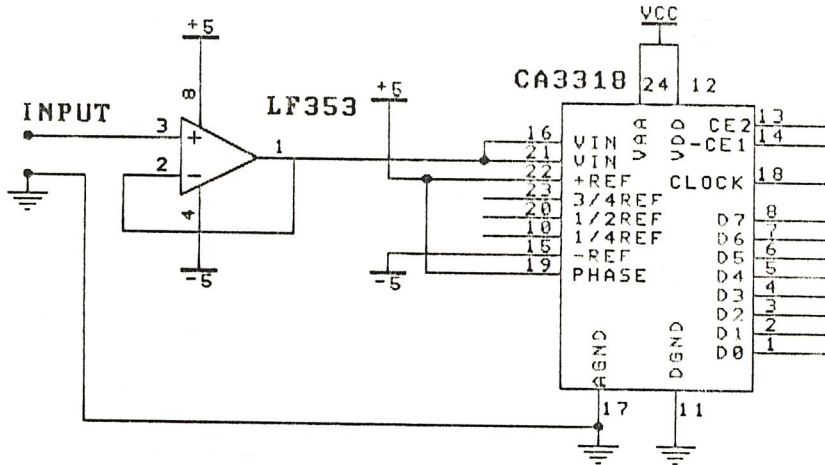 VCC
+5
+5
CA3318
24
12
8
LF353
INPUT
3
+
1
2
-
4
-5
-5
16
21
22
23
20
10
15
19
VIN
VIN
+REF
3/4REF
1/2REF
1/4REF
-REF
PHASE
VAA
VDD
CE2
-CE1
CLOCK
D7
D6
D5
D4
D3
D2
D1
D0
13
14
18
8
7
6
5
4
3
2
1
AGND
DGND
17
11